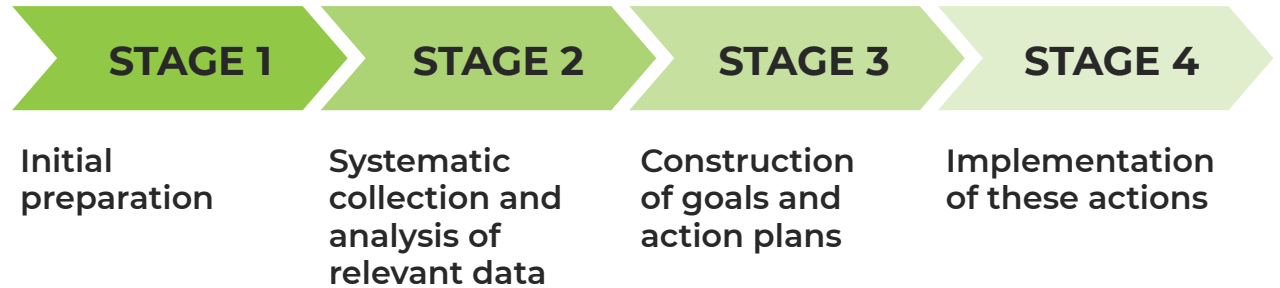 STAGE 1
STAGE 2
STAGE 3
STAGE 4
Initial
preparation
Systematic
collection and
analysis of
relevant data
Construction
of goals and
action plans
Implementation
of these actions